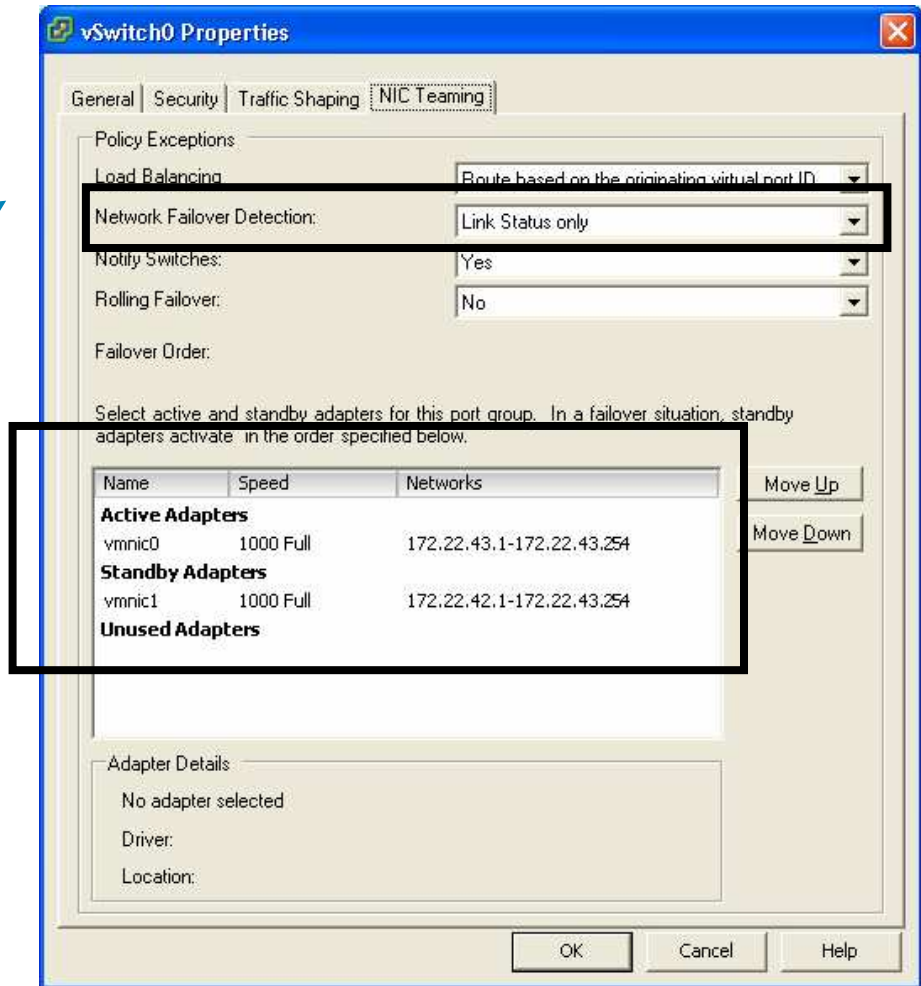 vSwitch0 Properties
General Security Traffic Shaping NIC Teaming
Policy Exceptions
Load Balancing Route based on the originating virtual port ID
Network Failover Detection: Link Status only
Notify Switches: Yes
Rolling Failover: No
Failover Order:
Select active and standby adapters for this port group. In a failover situation, standby
adapters activate in the order specified below.
Name Speed Networks
Move Up
Active Adapters
vmnic0 1000 Full 172.22.43.1-172.22.43.254
Move Down
Standby Adapters
vmnic1 1000 Full 172.22.42.1-172.22.43.254
Unused Adapters
Adapter Details
No adapter selected
Driver:
Location:
OK Cancel Help